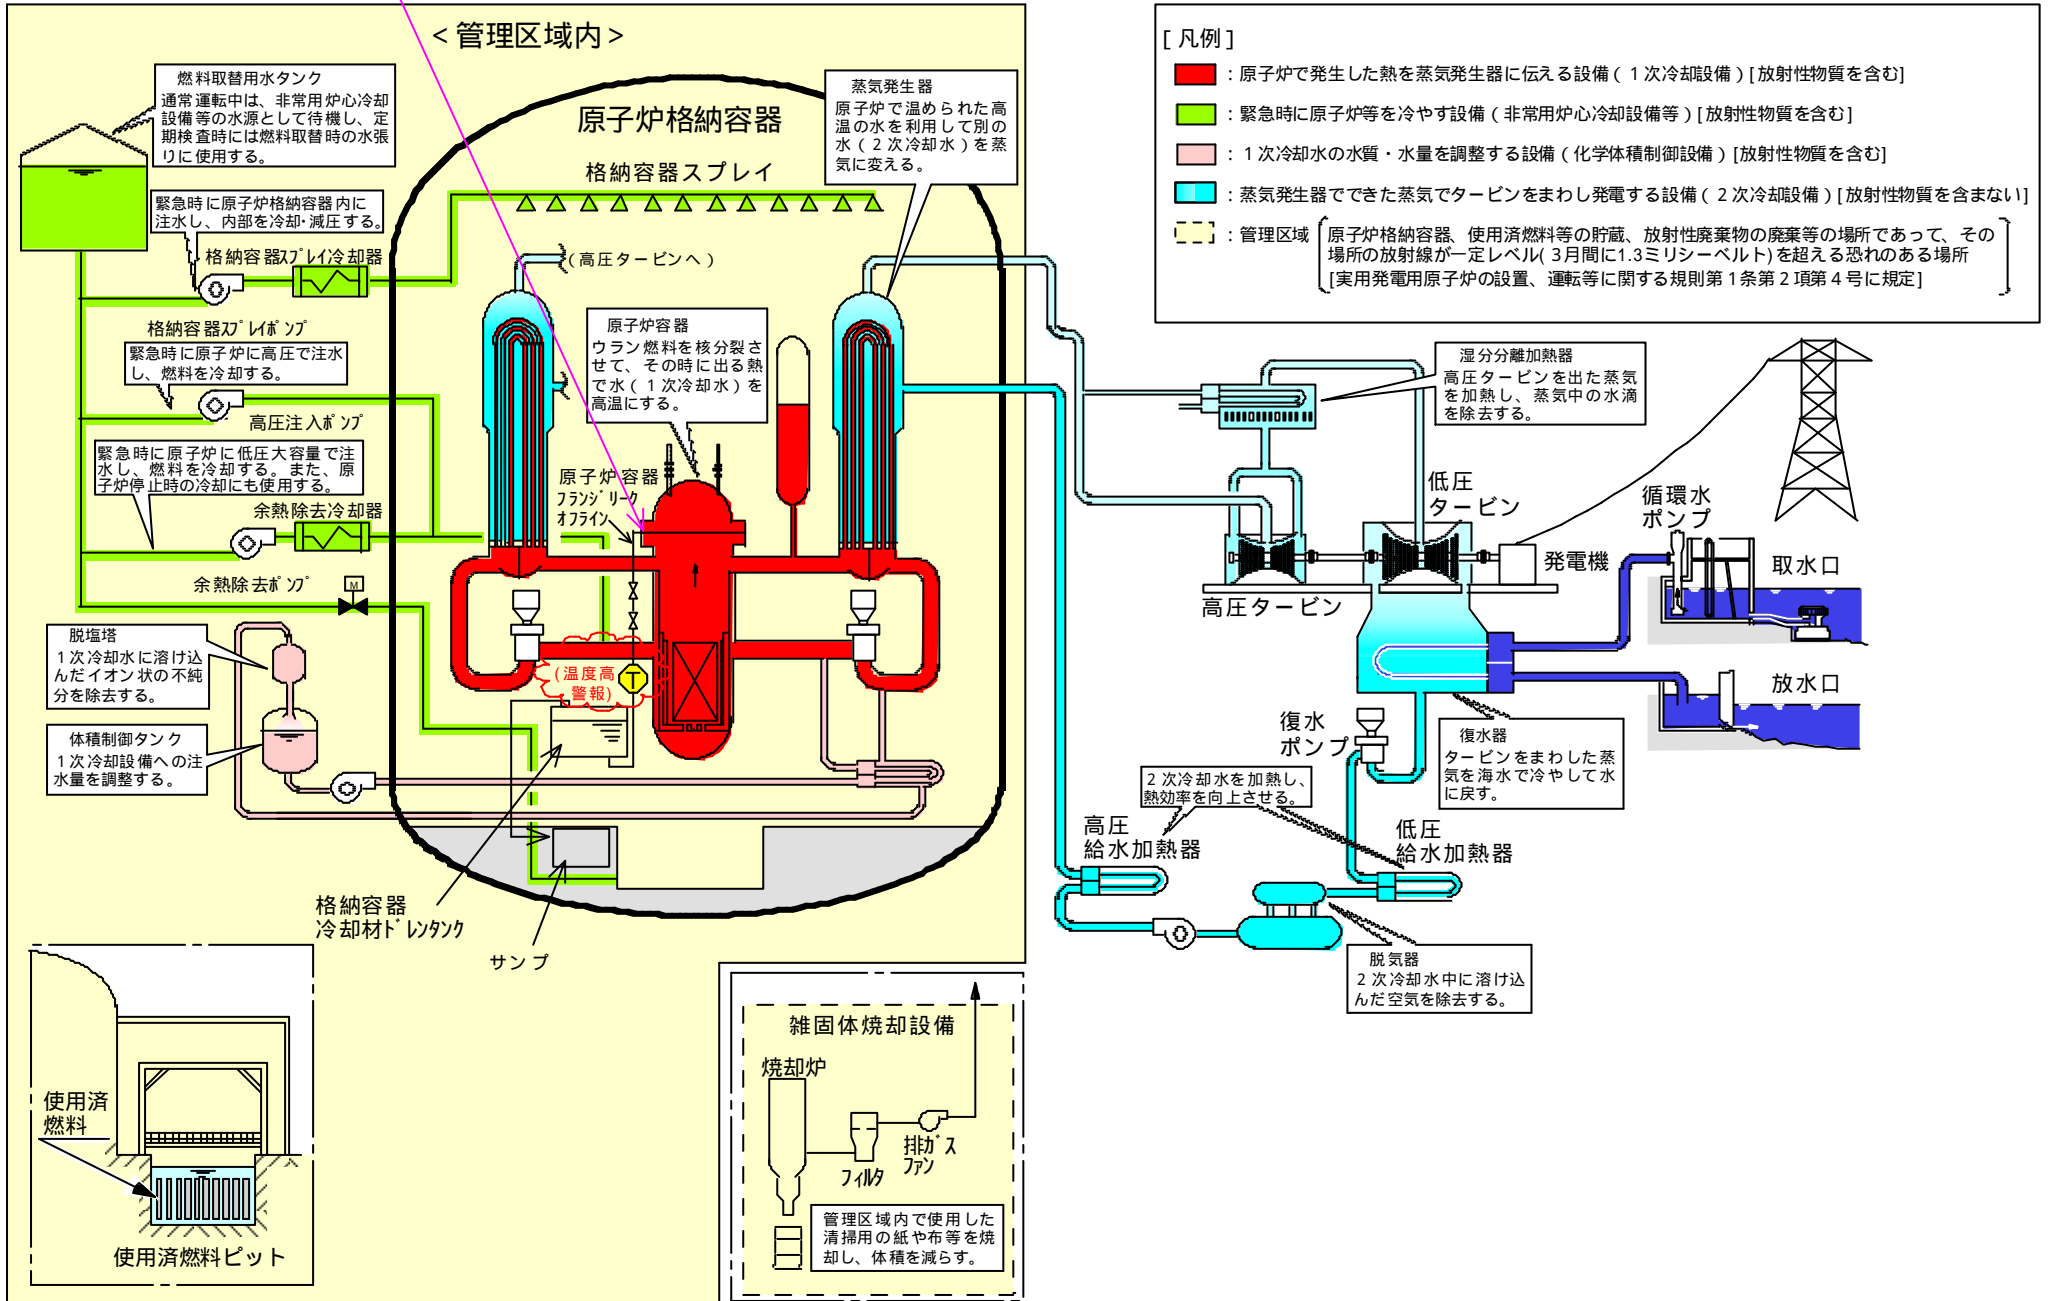 <管理区域内>
燃料取替用水タンク
通常運転中は、非常用炉心冷却
設備等の水源として待機し、定
期検査時には燃料取替時の水張
りに使用する。
原子炉格納容器
蒸気発生器
原子炉で温められた高
温の水を利用して別の
水(2次冷却水)を蒸
気に変える。
格納容器スプレイ
緊急時に原子炉格納容器内に
注水し、内部を冷却・減圧する。
格納容器スプレイ冷却器
(高圧タービンへ)
格納容器スプレイポンプ
緊急時に原子炉に高圧で注水
し、燃料を冷却する。
高圧注入ポンプ
原子炉容器
ウラン燃料を核分裂さ
せて、その時に出る熱
で水(1次冷却水)を
高温にする。
緊急時に原子炉に低圧大容量で注
水し、燃料を冷却する。また、原
子炉停止時の冷却にも使用する。
余熱除去冷却器
原子炉容器
フランジリーク
オフライン
余熱除去ポンプ
M
脱塩塔
1次冷却水に溶け込
んだイオン状の不純
分を除去する。
(温度高
警報)
T
体積制御タンク
1次冷却設備への注
水量を調整する。
格納容器
冷却材ドレンタンク
サンプ
使用済
燃料
使用済燃料ピット
雑固体焼却設備
焼却炉
フィルタ
排ガス
ファン
管理区域内で使用した
清掃用の紙や布等を焼
却し、体積を減らす。
[凡例]
:原子炉で発生した熱を蒸気発生器に伝える設備(1次冷却設備)[放射性物質を含む]
:緊急時に原子炉等を冷やす設備(非常用炉心冷却設備等)[放射性物質を含む]
:1次冷却水の水質・水量を調整する設備(化学体積制御設備)[放射性物質を含む]
:蒸気発生器でできた蒸気でタービンをまわし発電する設備(2次冷却設備)[放射性物質を含まない]
:管理区域
原子炉格納容器、使用済燃料等の貯蔵、放射性廃棄物の廃棄等の場所であって、その
場所の放射線が一定レベル(3月間に1.3ミリシーベルト)を超える恐れのある場所
[実用発電用原子炉の設置、運転等に関する規則第1条第2項第4号に規定]
湿分分離加熱器
高圧タービンを出た蒸気
を加熱し、蒸気中の水滴
を除去する。
低圧
タービン
循環水
ポンプ
発電機
取水口
高圧タービン
放水口
復水
ポンプ
復水器
タービンをまわした蒸
気を海水で冷やして水
に戻す。
2次冷却水を加熱し、
熱効率を向上させる。
高圧
給水加熱器
低圧
給水加熱器
脱気器
2次冷却水中に溶け込
んだ空気を除去する。